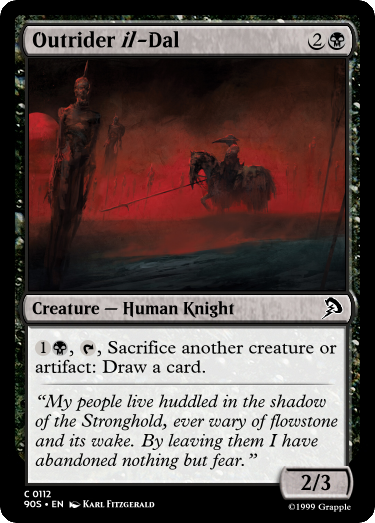 Outrider il-Dal 2
Creature — Human Knight
1, , Sacrifice another creature or
artifact: Draw a card.
“My people live huddled in the shadow
of the Stronghold, ever wary of flowstone
and its wake. By leaving them I have
abandoned nothing but fear.”
2/3
C 0112
90S • EN Karl Fitzgerald
©1999 Grapple